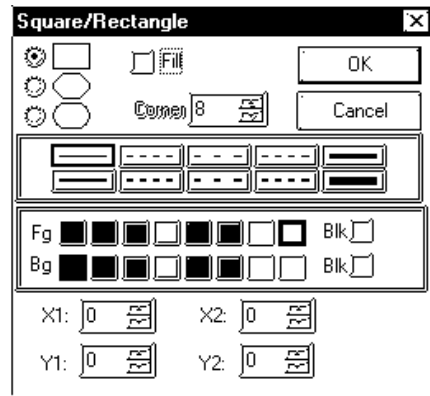 Square/Rectangle
Fill
OK
Corner 8
Cancel
Fg Blk
Bg Blk
X1: 0 X2: 0
Y1: 0 Y2: 0